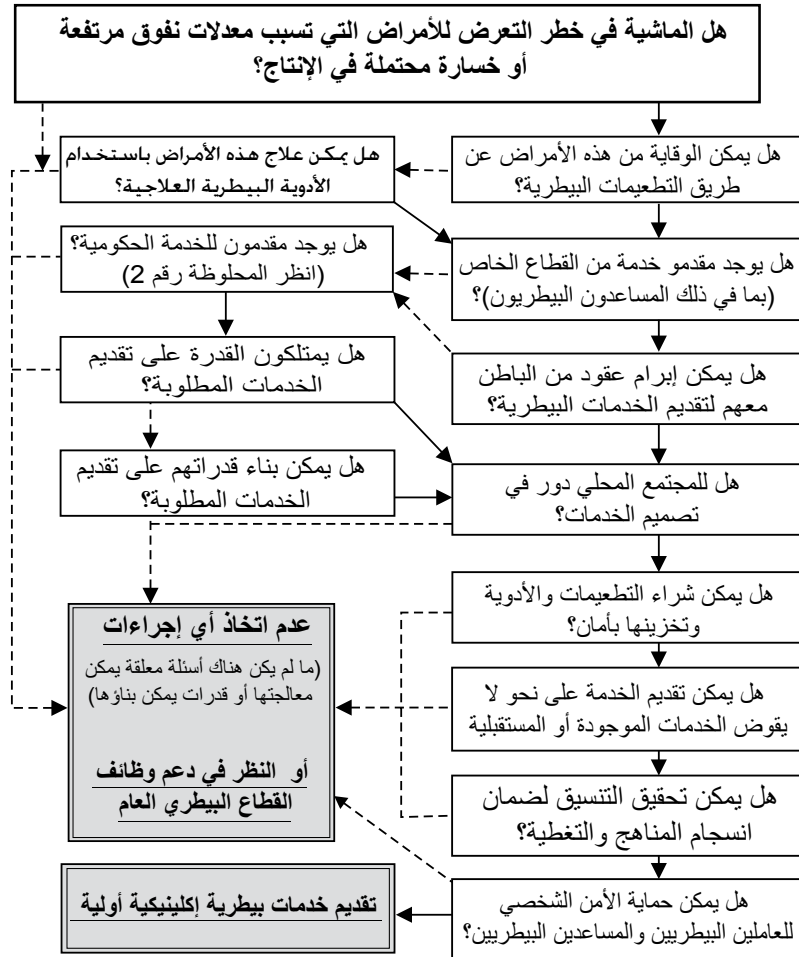 هل الماشية في خطر التعرض للأمراض التي تسبب معدلات نفوق مرتفعة
أو خسارة محتملة في الإنتاج؟
هل يمكن الوقاية من هذه الأمراض عن
طريق التطعيمات البيطرية؟
هل يمكن علاج هذه الأمراض باستخدام
الأدوية البيطرية العلاجية؟
هل يوجد مقدمو خدمة من القطاع الخاص
(بما في ذلك المساعدون البيطريون)؟
هل يوجد مقدمون للخدمة الحكومية؟
(انظر المحلوظة رقم 2)
هل يمكن إبرام عقود من الباطن
معهم لتقديم الخدمات البيطرية؟
هل يمتلكون القدرة على تقديم
الخدمات المطلوبة؟
هل للمجتمع المحلي دور في
تصميم الخدمات؟
هل يمكن بناء قدراتهم على تقديم
الخدمات المطلوبة؟
هل يمكن شراء التطعيمات والأدوية
وتخزينها بأمان؟
هل يمكن تقديم الخدمة على نحو لا
يقوض الخدمات الموجودة أو المستقبلية
هل يمكن تحقيق التنسيق لضمان
انسجام المناهج والتغطية؟
هل يمكن حماية الأمن الشخصي
للعاملين البيطريين والمساعدين البيطريين؟
عدم اتخاذ أي إجراءات
(ما لم يكن هناك أسئلة معلقة يمكن
معالجتها أو قدرات يمكن بناؤها)
أو النظر في دعم وظائف
القطاع البيطري العام
تقديم خدمات بيطرية إكلينيكية أولية